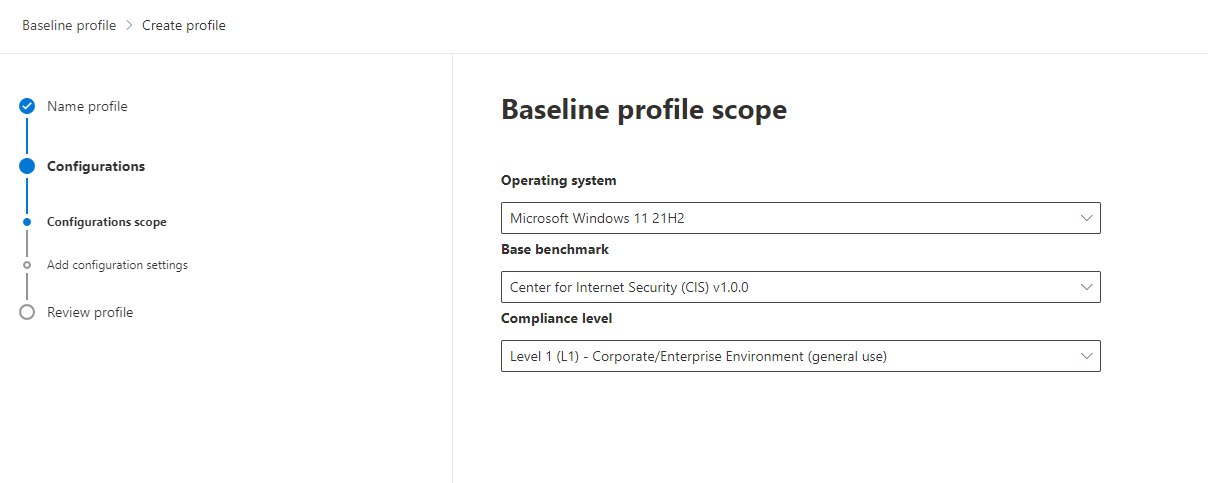 Baseline profile > Create profile
Name profile
Configurations
Configurations scope
Add configuration settings
Review profile
Baseline profile scope
Operating system
Microsoft Windows 11 21H2
Base benchmark
Center for Internet Security (CIS) v1.0.0
Compliance level
Level 1 (L1) - Corporate/Enterprise Environment (general use)